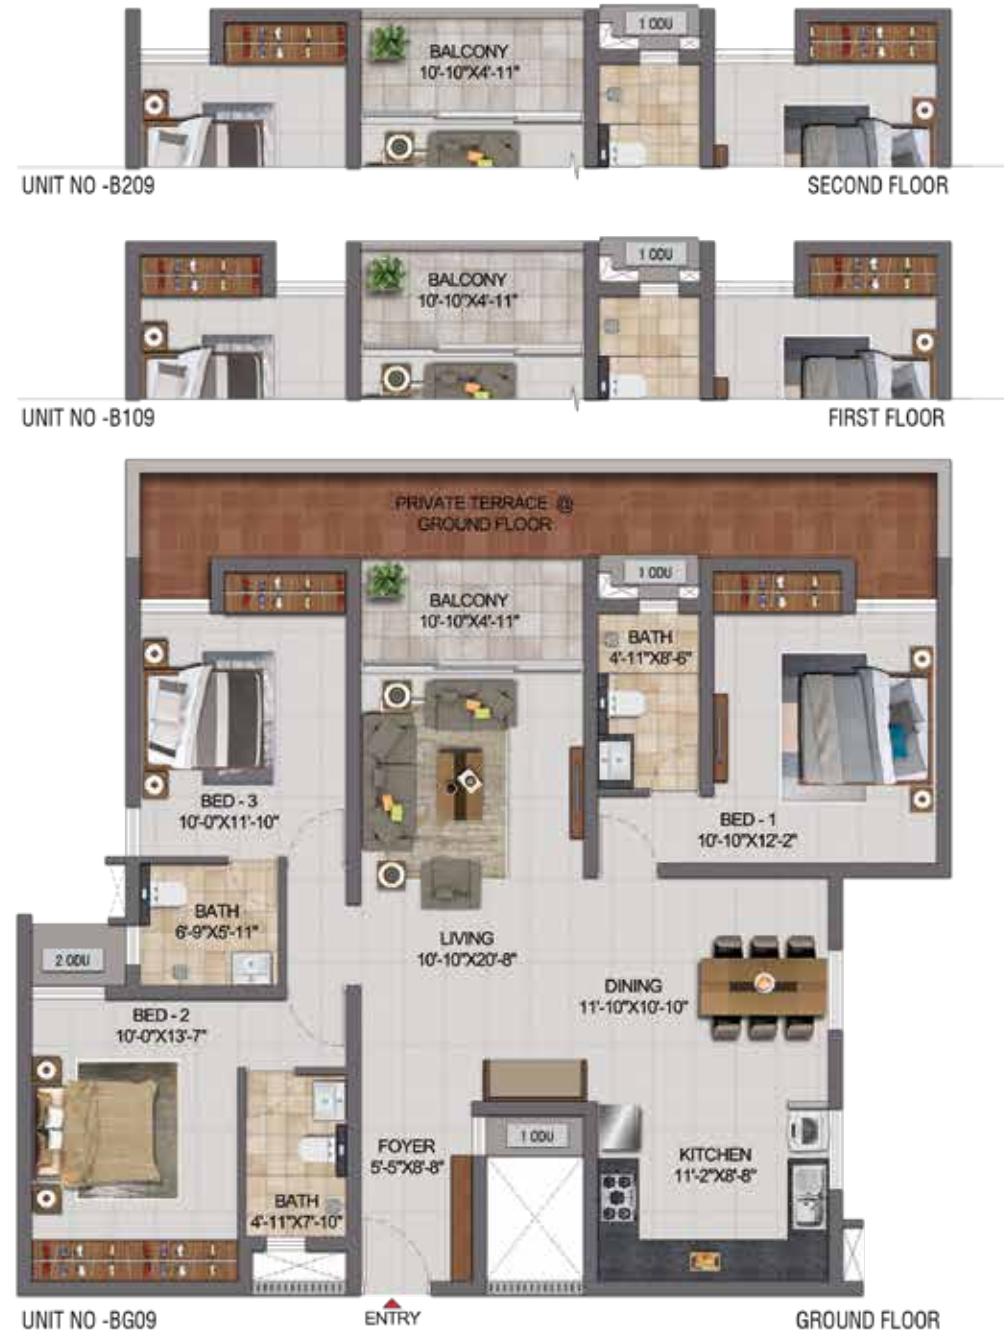 1 ODU
BALCONY
10'-10"X4'-11"
UNIT NO -B209
SECOND FLOOR
1 ODU
BALCONY
10'-10"X4'-11"
UNIT NO -B109
FIRST FLOOR
PRIVATE TERRACE @
GROUND FLOOR
1 ODU
BALCONY
10'-10"X4'-11"
BATH
4'-11"X8'-6"
BED - 3
10'-0"X11'-10"
BED - 1
10'-10"X12'-2"
BATH
6'-9"X5'-11"
LIVING
10'-10"X20'-8"
2 ODU
DINING
11'-10"X10'-10"
BED - 2
10'-0"X13'-7"
1 ODU
FOYER
5'-5"X8'-8"
KITCHEN
11'-2"X8'-8"
BATH
4'-11"X7'-10"
UNIT NO -BG09
ENTRY
GROUND FLOOR